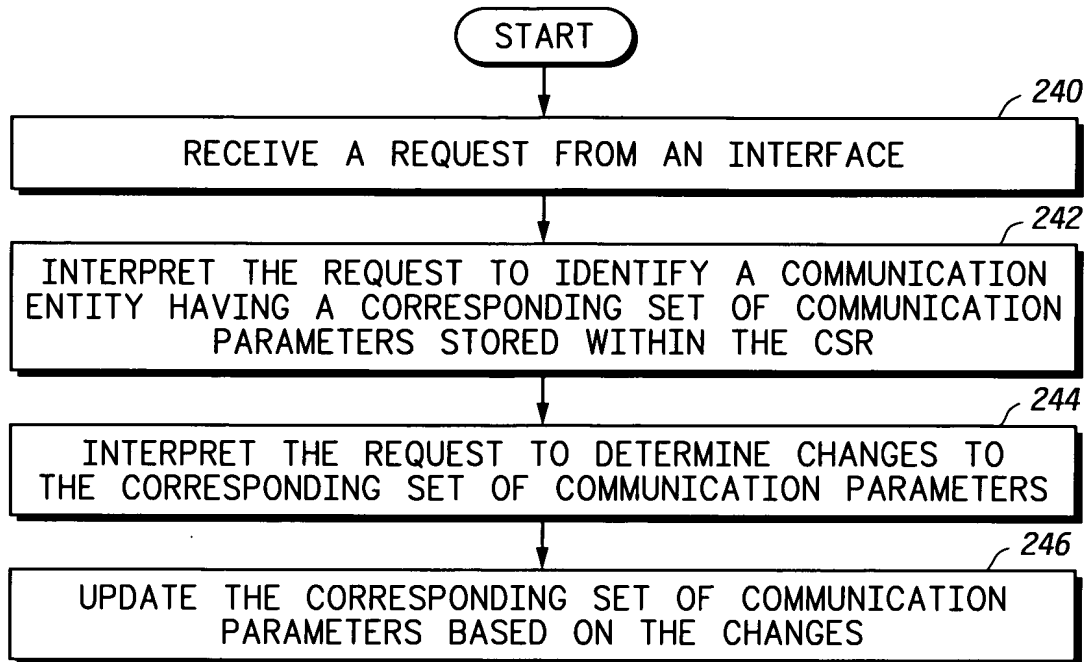 START
240
RECEIVE A REQUEST FROM AN INTERFACE
242
INTERPRET THE REQUEST TO IDENTIFY A COMMUNICATION
ENTITY HAVING A CORRESPONDING SET OF COMMUNICATION
PARAMETERS STORED WITHIN THE CSR
244
INTERPRET THE REQUEST TO DETERMINE CHANGES TO
THE CORRESPONDING SET OF COMMUNICATION PARAMETERS
246
UPDATE THE CORRESPONDING SET OF COMMUNICATION
PARAMETERS BASED ON THE CHANGES